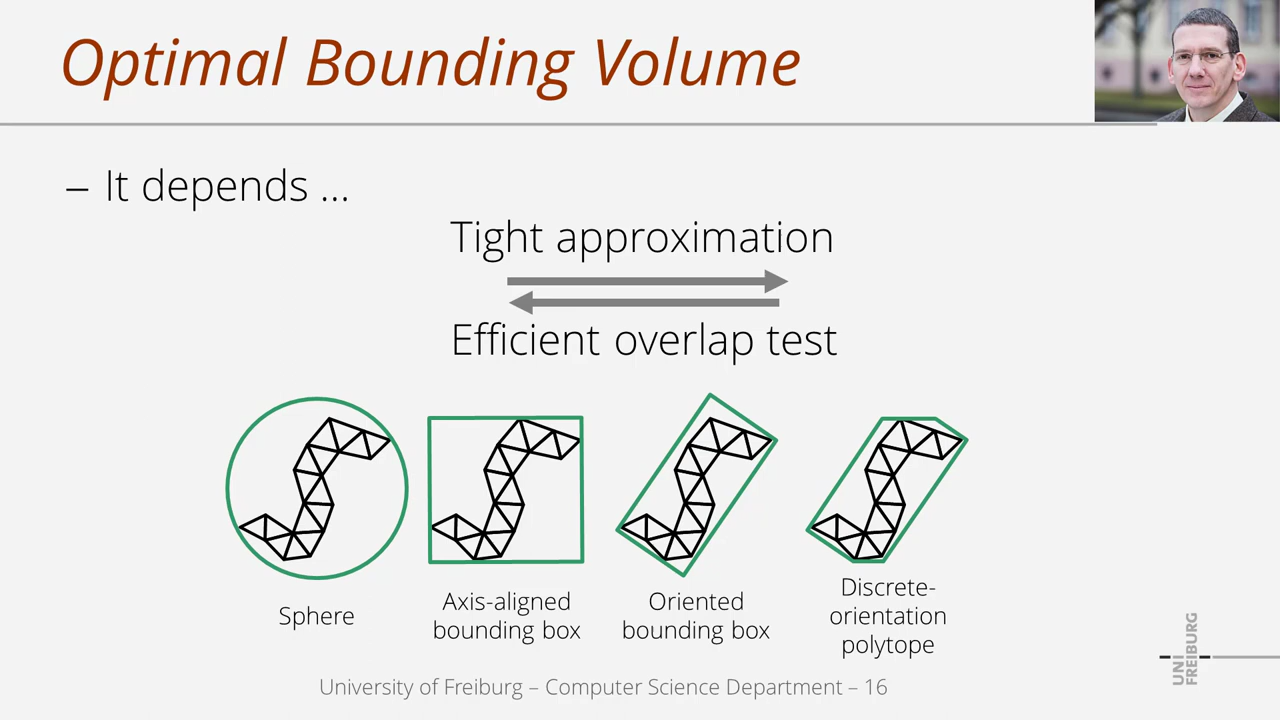 Optimal Bounding Volume
– It depends ...
Tight approximation
Efficient overlap test
Sphere
Axis-aligned
bounding box
Oriented
bounding box
Discrete-
orientation
polytope
University of Freiburg – Computer Science Department – 16
UNI
FREIBURG